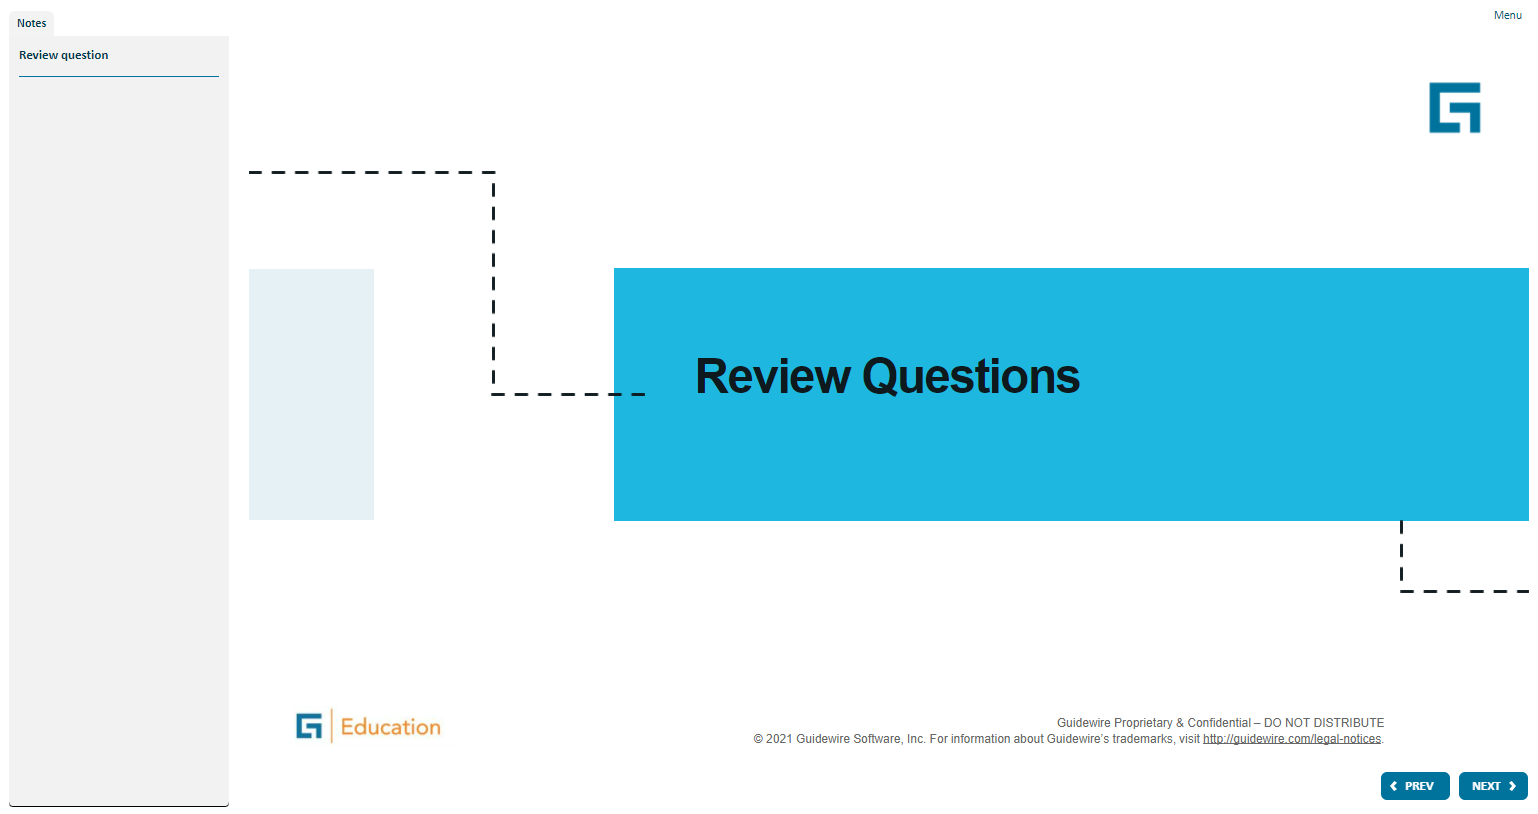 Notes
Menu
Review question
Review Questions
Education
Guidewire Proprietary & Confidential – DO NOT DISTRIBUTE
© 2021 Guidewire Software, Inc. For information about Guidewire's trademarks, visit http://guidewire.com/legal-notices.
PREV
NEXT